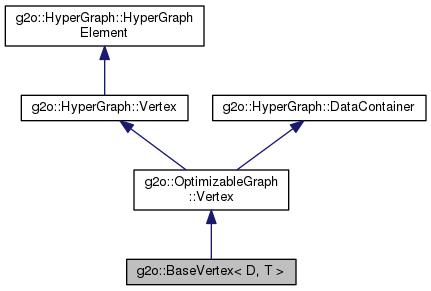 g2o::HyperGraph::HyperGraph
Element
g2o::HyperGraph::Vertex
g2o::HyperGraph::DataContainer
g2o::OptimizableGraph
::Vertex
g2o::BaseVertex< D, T >